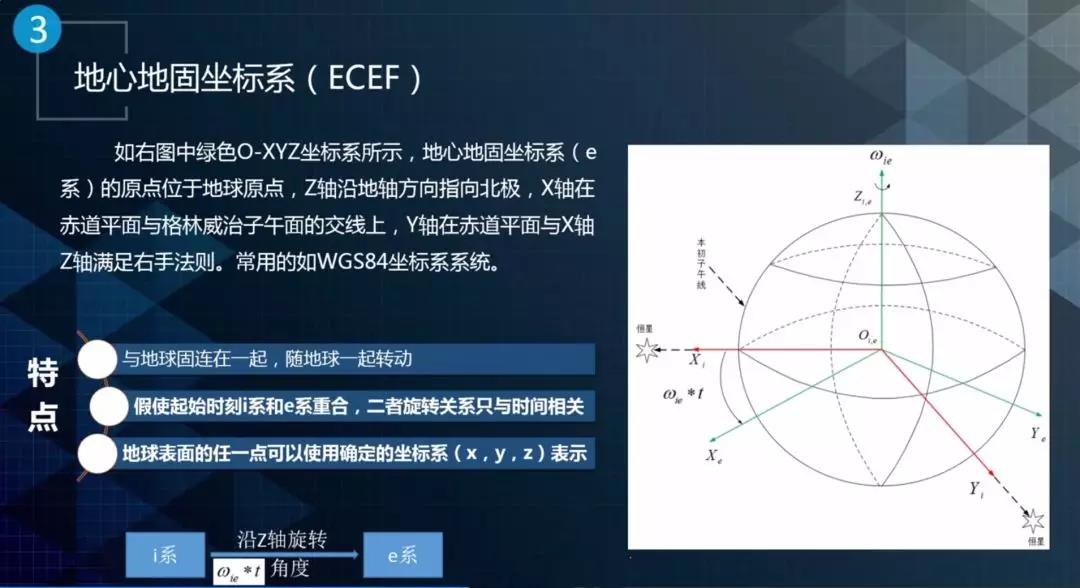 3
地心地固坐标系（ECEF）
如右图中绿色O-XYZ坐标系所示，地心地固坐标系（e
系）的原点位于地球原点，Z轴沿地轴方向指向北极，X轴在
赤道平面与格林威治子午面的交线上，Y轴在赤道平面与X轴
Z轴满足右手法则。常用的如WGS84坐标系系统。
特点
与地球固连在一起，随地球一起转动
假使起始时刻i系和e系重合，二者旋转关系只与时间相关
地球表面的任一点可以使用确定的坐标系（x，y，z）表示
i系
沿Z轴旋转
ω_ie*t 角度
e系
ω_ie
Z_i,e
本初子午线
恒星
O_i,e
X_i
ω_ie*t
X_e
Y_e
Y_i
恒星